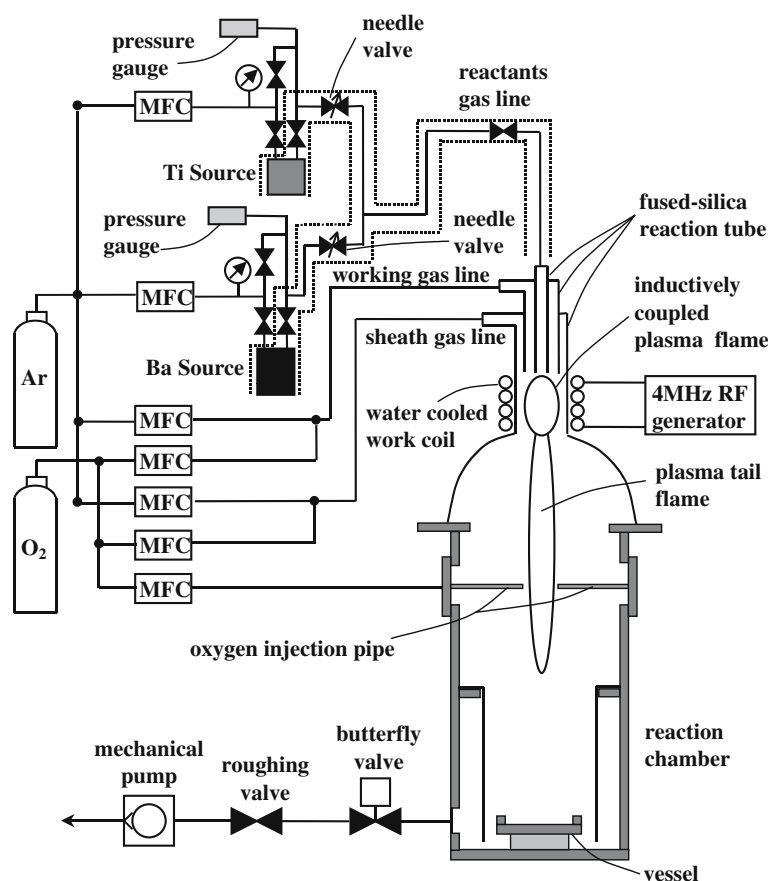 needle
valve
pressure
gauge
reactants
gas line
MFC
Ti Source
pressure
gauge
needle
valve
fused-silica
reaction tube
working gas line
MFC
inductively
coupled
plasma flame
sheath gas line
Ar
Ba Source
water cooled
work coil
4MHz RF
generator
MFC
MFC
plasma tail
flame
MFC
O₂
MFC
MFC
oxygen injection pipe
reaction
chamber
mechanical
pump
roughing
valve
butterfly
valve
vessel